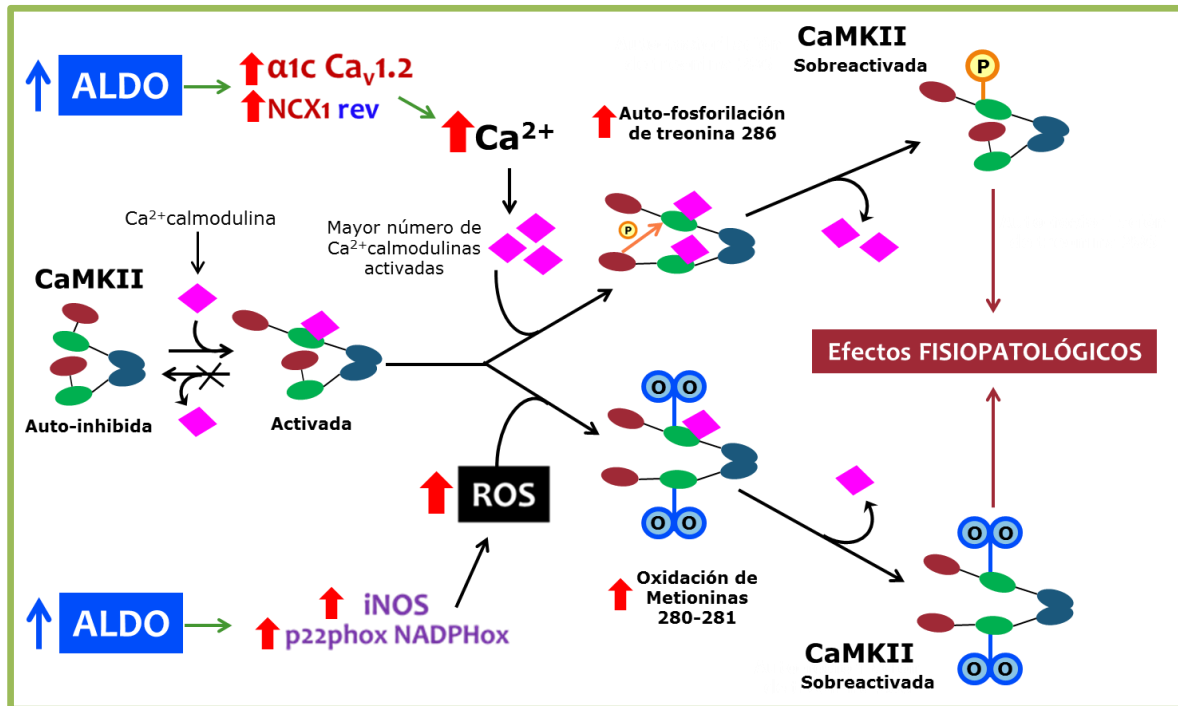 ALDO
α1c Caᵥ1.2
NCX1 rev
Ca²⁺
Auto-fosforilación
de treonina 286
CaMKII
Sobreactivada
P
Ca²⁺calmodulina
Mayor número de
Ca²⁺calmodulinas
activadas
P
CaMKII
Auto-inhibida
Activada
Efectos FISIOPATOLÓGICOS
O O
O O
ROS
Oxidación de
Metioninas
280-281
O O
O O
CaMKII
Sobreactivada
ALDO
iNOS
p22phox NADPHox